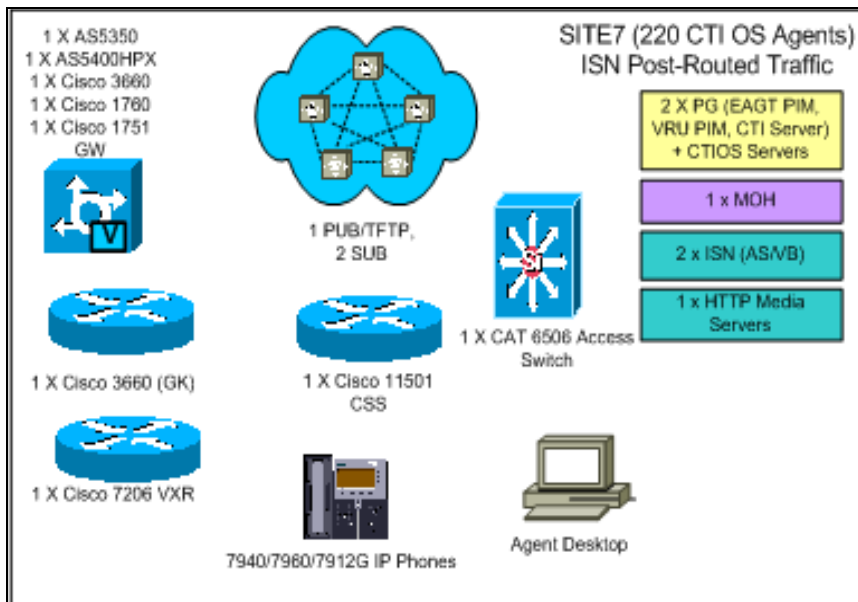 1 X AS5350
1 X AS5400HPX
1 X Cisco 3660
1 X Cisco 1760
1 X Cisco 1751
GW
V
1 X Cisco 3660 (GK)
1 X Cisco 7206 VXR
1 PUB/TFTP,
2 SUB
1 X Cisco 11501
CSS
7940/7960/7912G IP Phones
Si
1 X CAT 6506 Access
Switch
Agent Desktop
SITE7 (220 CTI OS Agents)
ISN Post-Routed Traffic
2 X PG (EAGT PIM,
VRU PIM, CTI Server)
+ CTIOS Servers
1 x MOH
2 x ISN (AS/VB)
1 x HTTP Media
Servers